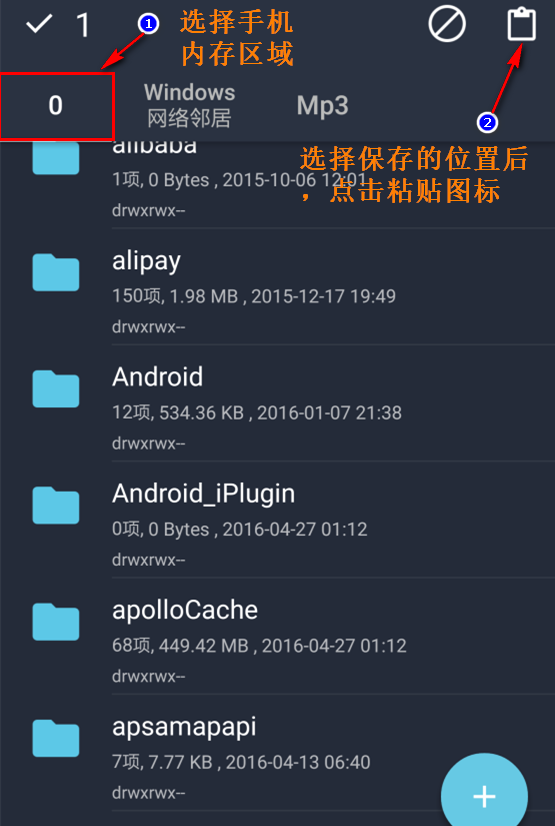 1
1
选择手机
内存区域
0
Windows
网络邻居
Mp3
2
选择保存的位置后
，点击粘贴图标
alibaba
1项, 0 Bytes , 2015-10-06 12:01
drwxrwx--
alipay
150项, 1.98 MB , 2015-12-17 19:49
drwxrwx--
Android
12项, 534.36 KB , 2016-01-07 21:38
drwxrwx--
Android_iPlugin
0项, 0 Bytes , 2016-04-27 01:12
drwxrwx--
apolloCache
68项, 449.42 MB , 2016-04-27 01:12
drwxrwx--
apsamapapi
7项, 7.77 KB , 2016-04-13 06:40
drwxrwx--